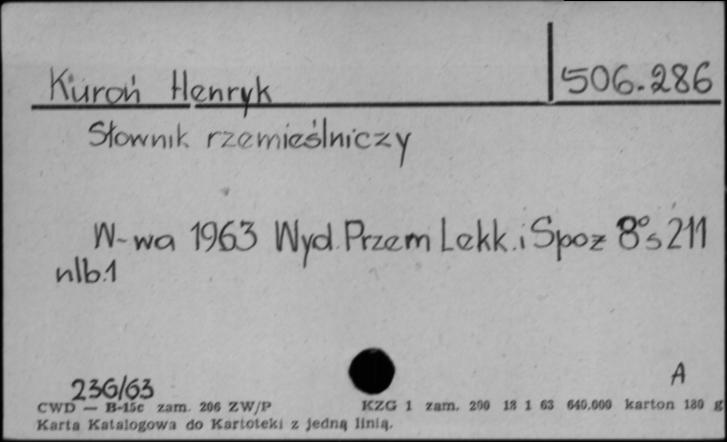 Kuroń Henryk 506.286
Słownik rzemieślniczy
W-wa 1963 Wyd. Przem Lekk. i Spoż 8° s 211
nlb.1
236/63 A
CWD — B-15c zam. 206 ZW/P KZG 1 zam. 200 18 1 63 640.000 karton 180 g
Karta Katalogowa do Kartoteki z jedną linią.